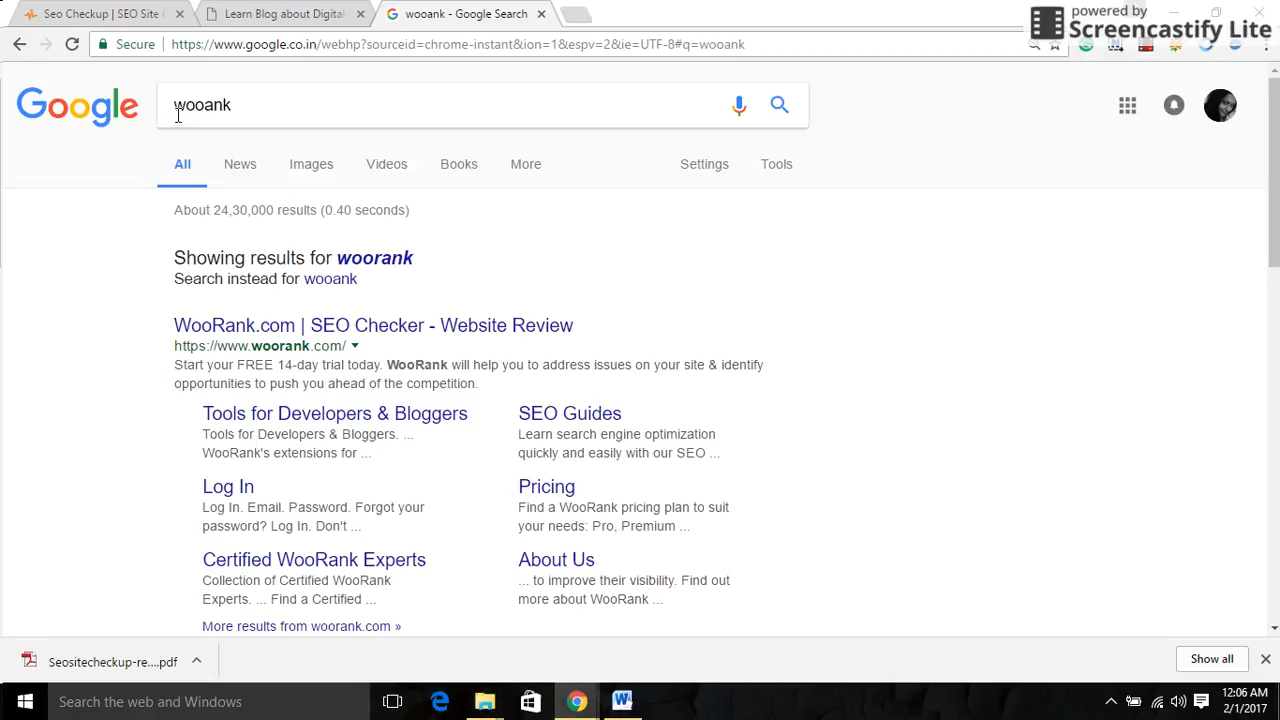 Seo Checkup | SEO Site
Learn Blog about Digital
wooank - Google Search
powered by
Screencastify Lite
Secure
https://www.google.co.in/webhp?sourceid=chrome-instant&ion=1&espv=2&ie=UTF-8#q=wooank
Google
wooank
All
News
Images
Videos
Books
More
Settings
Tools
About 24,30,000 results (0.40 seconds)
Showing results for woorank
Search instead for wooank
WooRank.com | SEO Checker - Website Review
https://www.woorank.com/
Start your FREE 14-day trial today. WooRank will help you to address issues on your site & identify
opportunities to push you ahead of the competition.
Tools for Developers & Bloggers
Tools for Developers & Bloggers. ...
WooRank's extensions for ...
SEO Guides
Learn search engine optimization
quickly and easily with our SEO ...
Log In
Log In. Email. Password. Forgot your
password? Log In. Don't ...
Pricing
Find a WooRank pricing plan to suit
your needs: Pro, Premium ...
Certified WooRank Experts
Collection of Certified WooRank
Experts. ... Find a Certified ...
About Us
... to improve their visibility. Find out
more about WooRank ...
More results from woorank.com »
Seositecheckup-re....pdf
Show all
Search the web and Windows
12:06 AM
2/1/2017